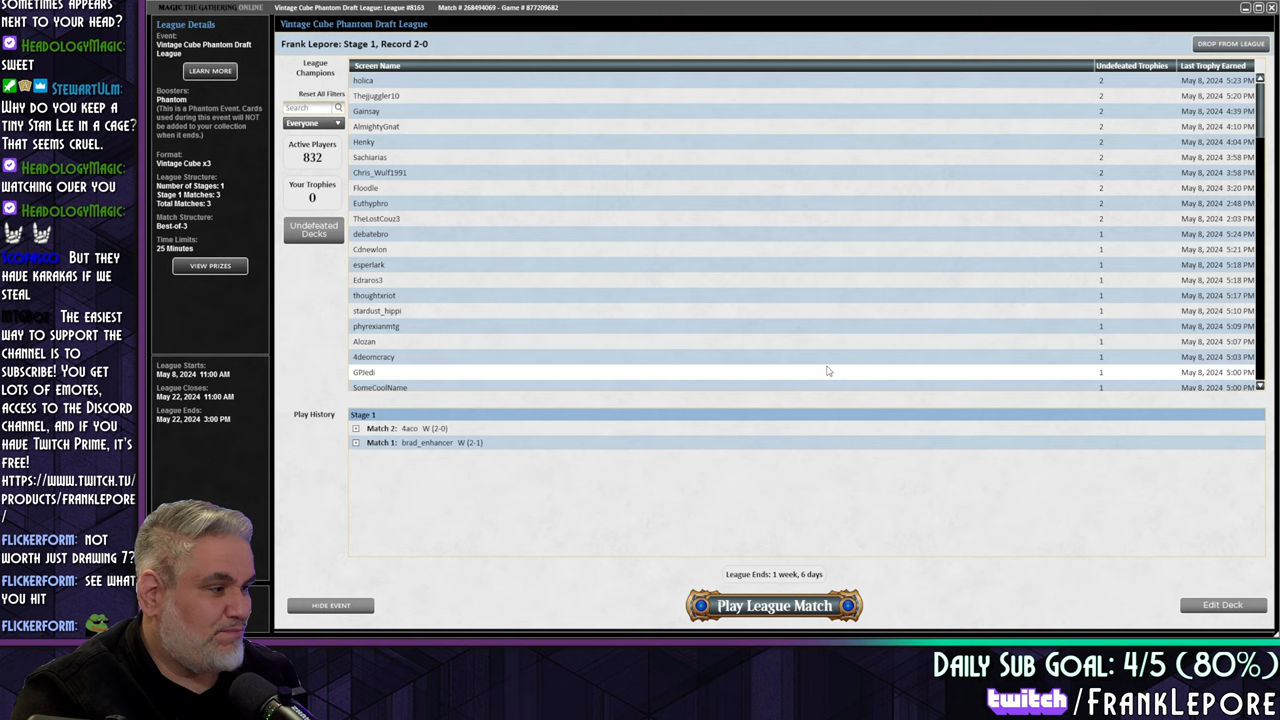 SOMETIMES APPEARS
NEXT TO YOUR HEAD?
HEADOLOGYMAGIC:
SWEET
STEWARTULM:
WHY DO YOU KEEP A
TINY STAN LEE IN A CAGE?
THAT SEEMS CRUEL.
HEADOLOGYMAGIC:
WATCHING OVER YOU
HEADOLOGYMAGIC:
SCOFASCO: BUT THEY
HAVE KARAKAS IF WE
STEAL
THE EASIEST
WAY TO SUPPORT THE
CHANNEL IS TO
SUBSCRIBE! YOU GET
LOTS OF EMOTES,
ACCESS TO THE DISCORD
CHANNEL, AND IF YOU
HAVE TWITCH PRIME, IT'S
FREE!
HTTPS://WWW.TWITCH.TV/
PRODUCTS/FRANKLEPORE
/
FLICKERFORM: NOT
WORTH JUST DRAWING 7?
FLICKERFORM: SEE WHAT
YOU HIT
FLICKERFORM:
MAGIC THE GATHERING ONLINE
Vintage Cube Phantom Draft League: League #8163 Match # 268494069 - Game # 877209682
League Details
Event:
Vintage Cube Phantom Draft
League
LEARN MORE
Boosters:
Phantom
(This is a Phantom Event. Cards
used during this event will NOT
be added to your collection
when it ends.)
Format:
Vintage Cube x3
League Structure:
Number of Stages: 1
Stage 1 Matches: 3
Total Matches: 3
Match Structure:
Best-of-3
Time Limits:
25 Minutes
VIEW PRIZES
League Starts:
May 8, 2024 11:00 AM
League Closes:
May 22, 2024 11:00 AM
League Ends:
May 22, 2024 3:00 PM
Vintage Cube Phantom Draft League
Frank Lepore: Stage 1, Record 2-0
DROP FROM LEAGUE
League
Champions
Reset All Filters
Search
Everyone
Active Players
832
Your Trophies
0
Undefeated
Decks
Screen Name Undefeated Trophies Last Trophy Earned
holica 2 May 8, 2024 5:23 PM
Thejjuggler10 2 May 8, 2024 5:20 PM
Gainsay 2 May 8, 2024 4:39 PM
AlmightyGnat 2 May 8, 2024 4:10 PM
Henky 2 May 8, 2024 4:04 PM
Sachiarias 2 May 8, 2024 3:58 PM
Chris_Wulf1991 2 May 8, 2024 3:58 PM
Floodle 2 May 8, 2024 3:20 PM
Euthyphro 2 May 8, 2024 2:48 PM
TheLostCouz3 2 May 8, 2024 2:03 PM
debatebro 1 May 8, 2024 5:24 PM
Cdnewlon 1 May 8, 2024 5:21 PM
esperlark 1 May 8, 2024 5:18 PM
Edraros3 1 May 8, 2024 5:18 PM
thoughtxriot 1 May 8, 2024 5:17 PM
stardust_hippi 1 May 8, 2024 5:10 PM
phyrexianmtg 1 May 8, 2024 5:09 PM
Alozan 1 May 8, 2024 5:07 PM
4deomcracy 1 May 8, 2024 5:03 PM
GPJedi 1 May 8, 2024 5:00 PM
SomeCoolName 1 May 8, 2024 5:00 PM
Play History
Stage 1
Match 2: 4aco W (2-0)
Match 1: brad_enhancer W (2-1)
League Ends: 1 week, 6 days
HIDE EVENT
Play League Match
Edit Deck
DAILY SUB GOAL: 4/5 (80%)
twitch /FRANKLEPORE